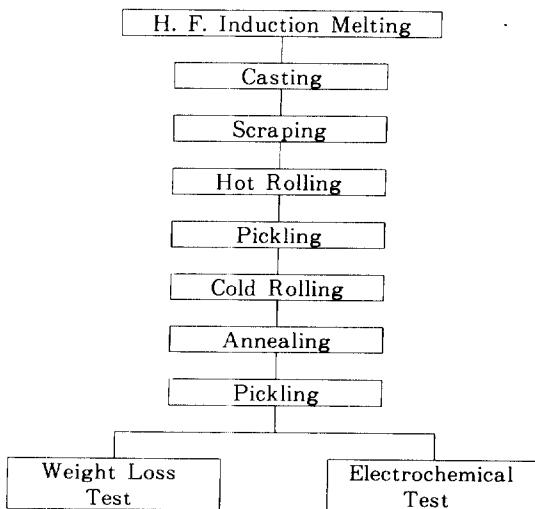 H. F. Induction Melting
Casting
Scraping
Hot Rolling
Pickling
Cold Rolling
Annealing
Pickling
Weight Loss
Test
Electrochemical
Test